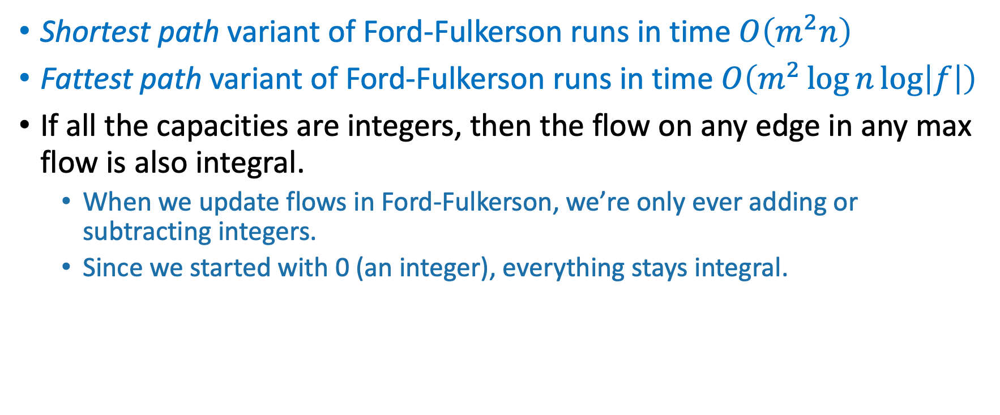 • Shortest path variant of Ford-Fulkerson runs in time O(m²n)
• Fattest path variant of Ford-Fulkerson runs in time O(m² log n log|f|)
• If all the capacities are integers, then the flow on any edge in any max
flow is also integral.
• When we update flows in Ford-Fulkerson, we’re only ever adding or
subtracting integers.
• Since we started with 0 (an integer), everything stays integral.